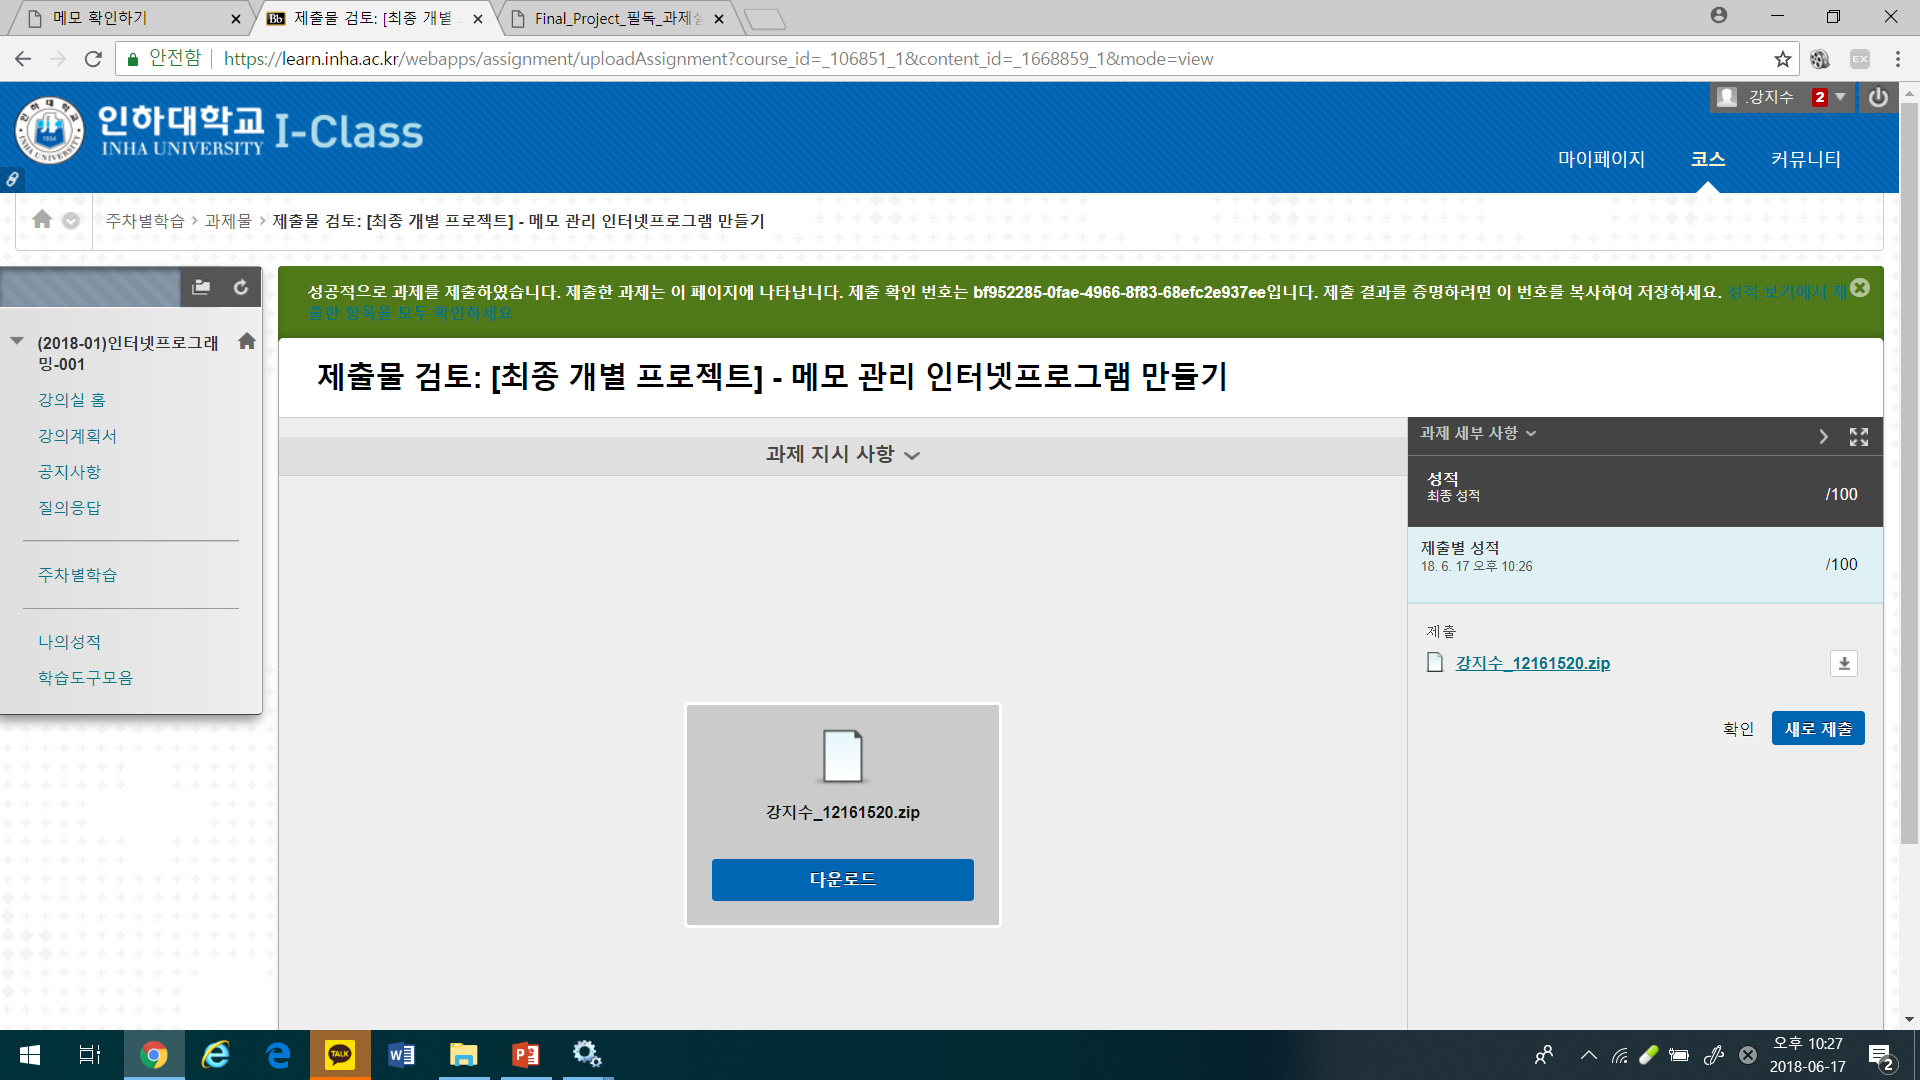 메모 확인하기
제출물 검토: [최종 개별
Final_Project_필독_과제설
안전함
https://learn.inha.ac.kr/webapps/assignment/uploadAssignment?course_id=_106851_1&content_id=_1668859_1&mode=view
EX
인하대학교 I-Class
INHA UNIVERSITY
.강지수 2
마이페이지 코스 커뮤니티
주차별학습 > 과제물 > 제출물 검토: [최종 개별 프로젝트] - 메모 관리 인터넷프로그램 만들기
성공적으로 과제를 제출하였습니다. 제출한 과제는 이 페이지에 나타납니다. 제출 확인 번호는 bf952285-0fae-4966-8f83-68efc2e937ee입니다. 제출 결과를 증명하려면 이 번호를 복사하여 저장하세요. 성적 보기에서 제
출한 항목을 모두 확인하세요
(2018-01)인터넷프로그래
밍-001
강의실 홈
강의계획서
공지사항
질의응답
주차별학습
나의성적
학습도구모음
제출물 검토: [최종 개별 프로젝트] - 메모 관리 인터넷프로그램 만들기
과제 지시 사항
강지수_12161520.zip
다운로드
과제 세부 사항
성적
최종 성적
/100
제출별 성적
18. 6. 17 오후 10:26
/100
제출
강지수_12161520.zip
확인 새로 제출
TALK
오후 10:27
2018-06-17
2